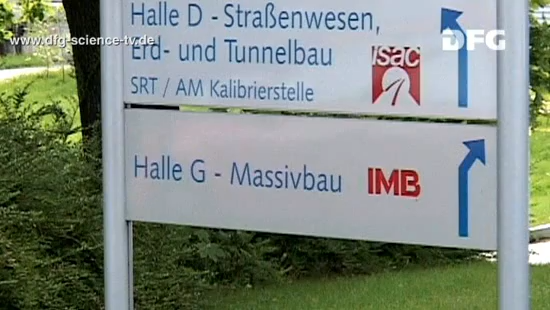 www.dfg-science-tv.de
DFG
Halle D - Straßenwesen,
Erd- und Tunnelbau
isac
SRT / AM Kalibrierstelle
Halle G - Massivbau
IMB